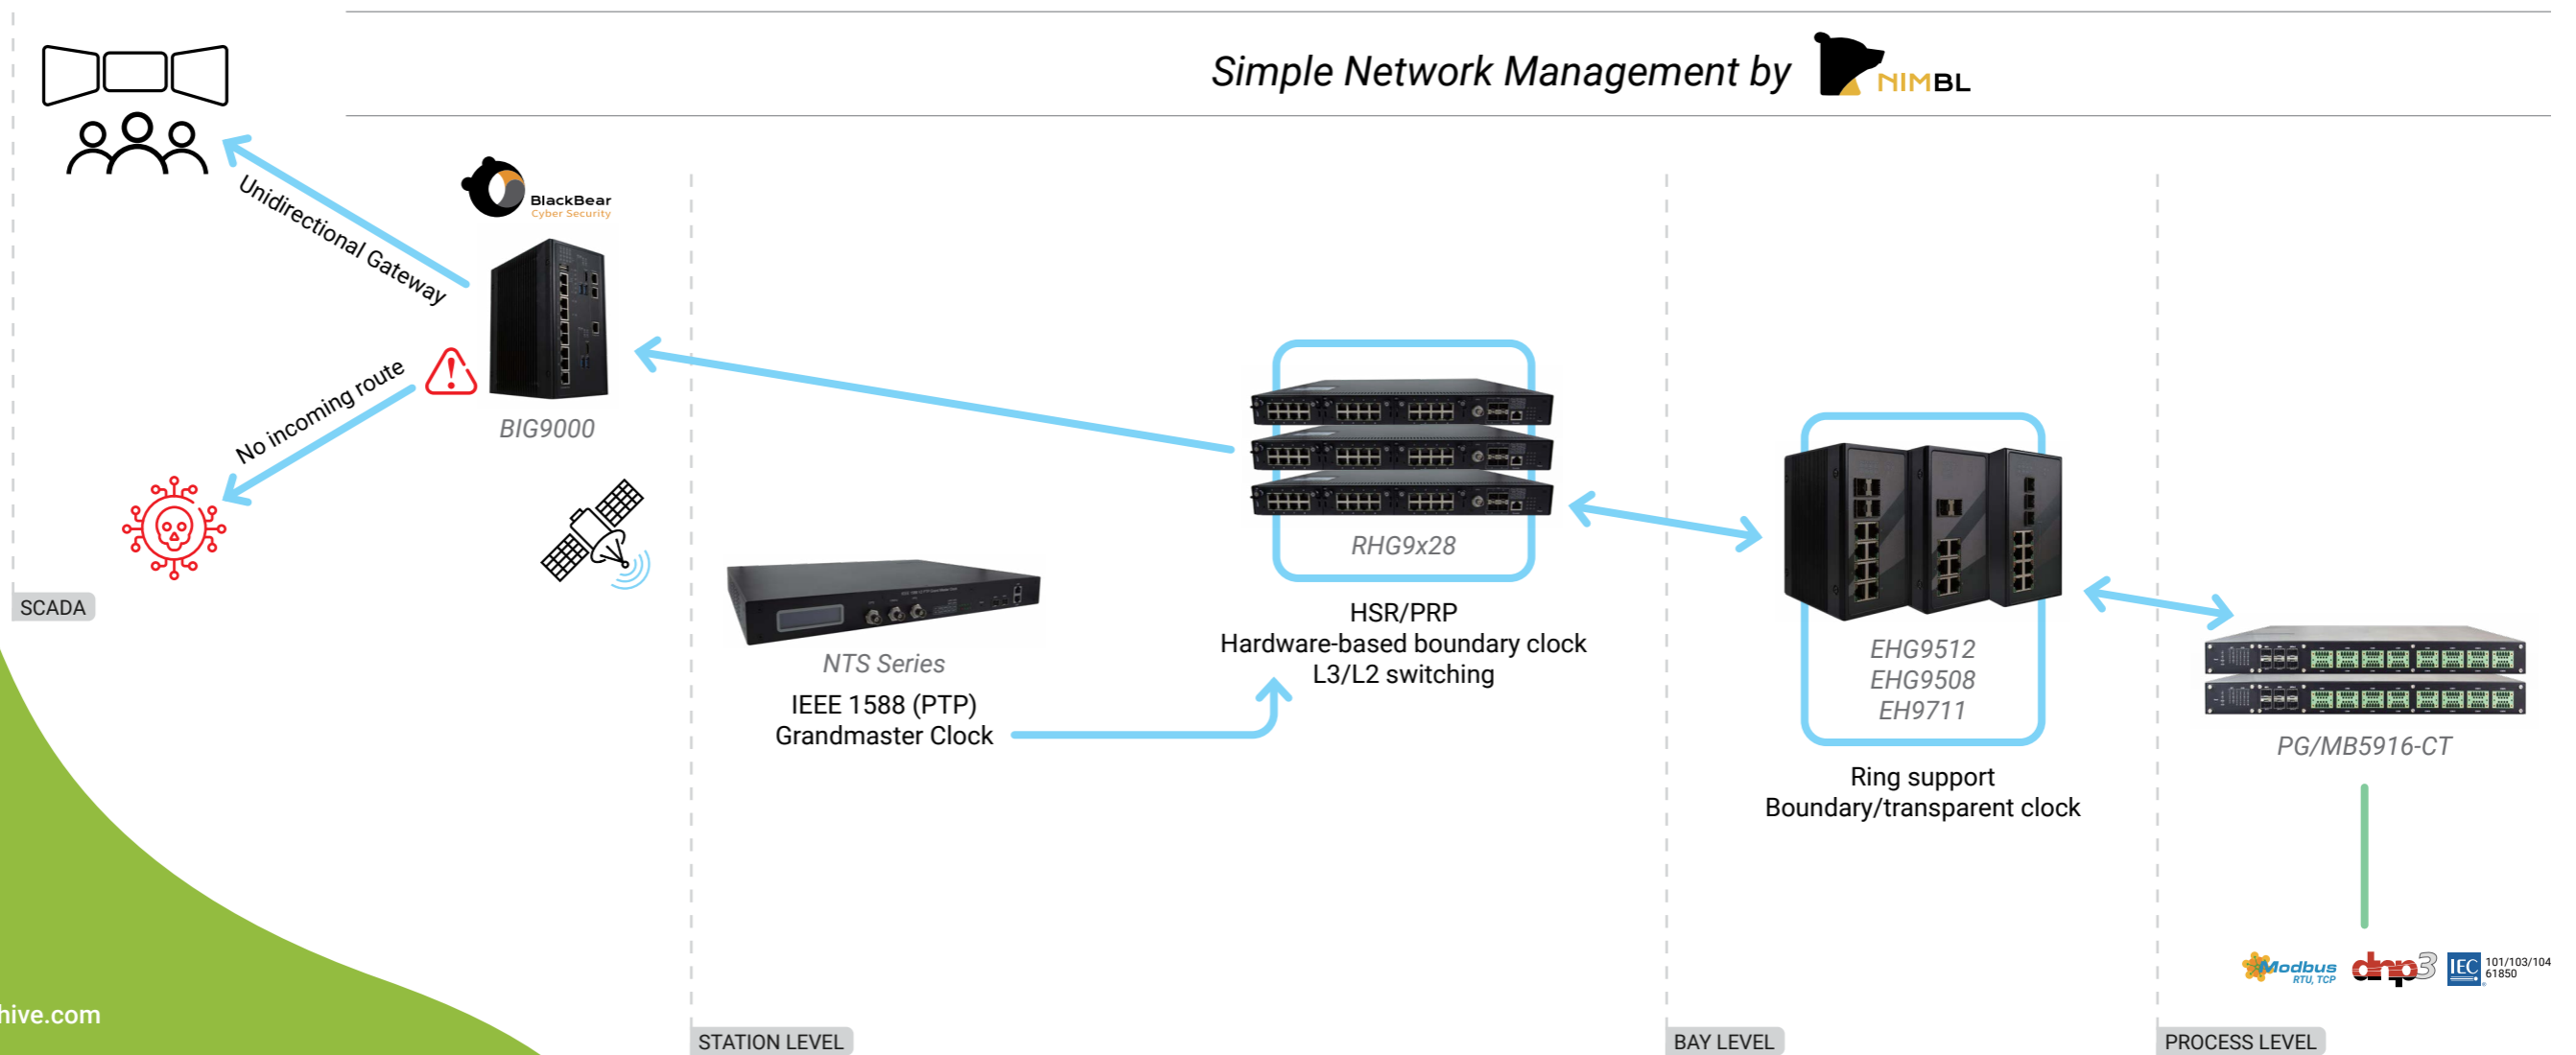 Simple Network Management by
NIMBL
Unidirectional Gateway
BlackBear
Cyber Security
No incoming route
BIG9000
SCADA
NTS Series
IEEE 1588 (PTP)
Grandmaster Clock
RHG9x28
HSR/PRP
Hardware-based boundary clock
L3/L2 switching
EHG9512
EHG9508
EH9711
Ring support
Boundary/transparent clock
PG/MB5916-CT
Modbus
RTU, TCP
dnp3
IEC
101/103/104
61850
hive.com
STATION LEVEL
BAY LEVEL
PROCESS LEVEL